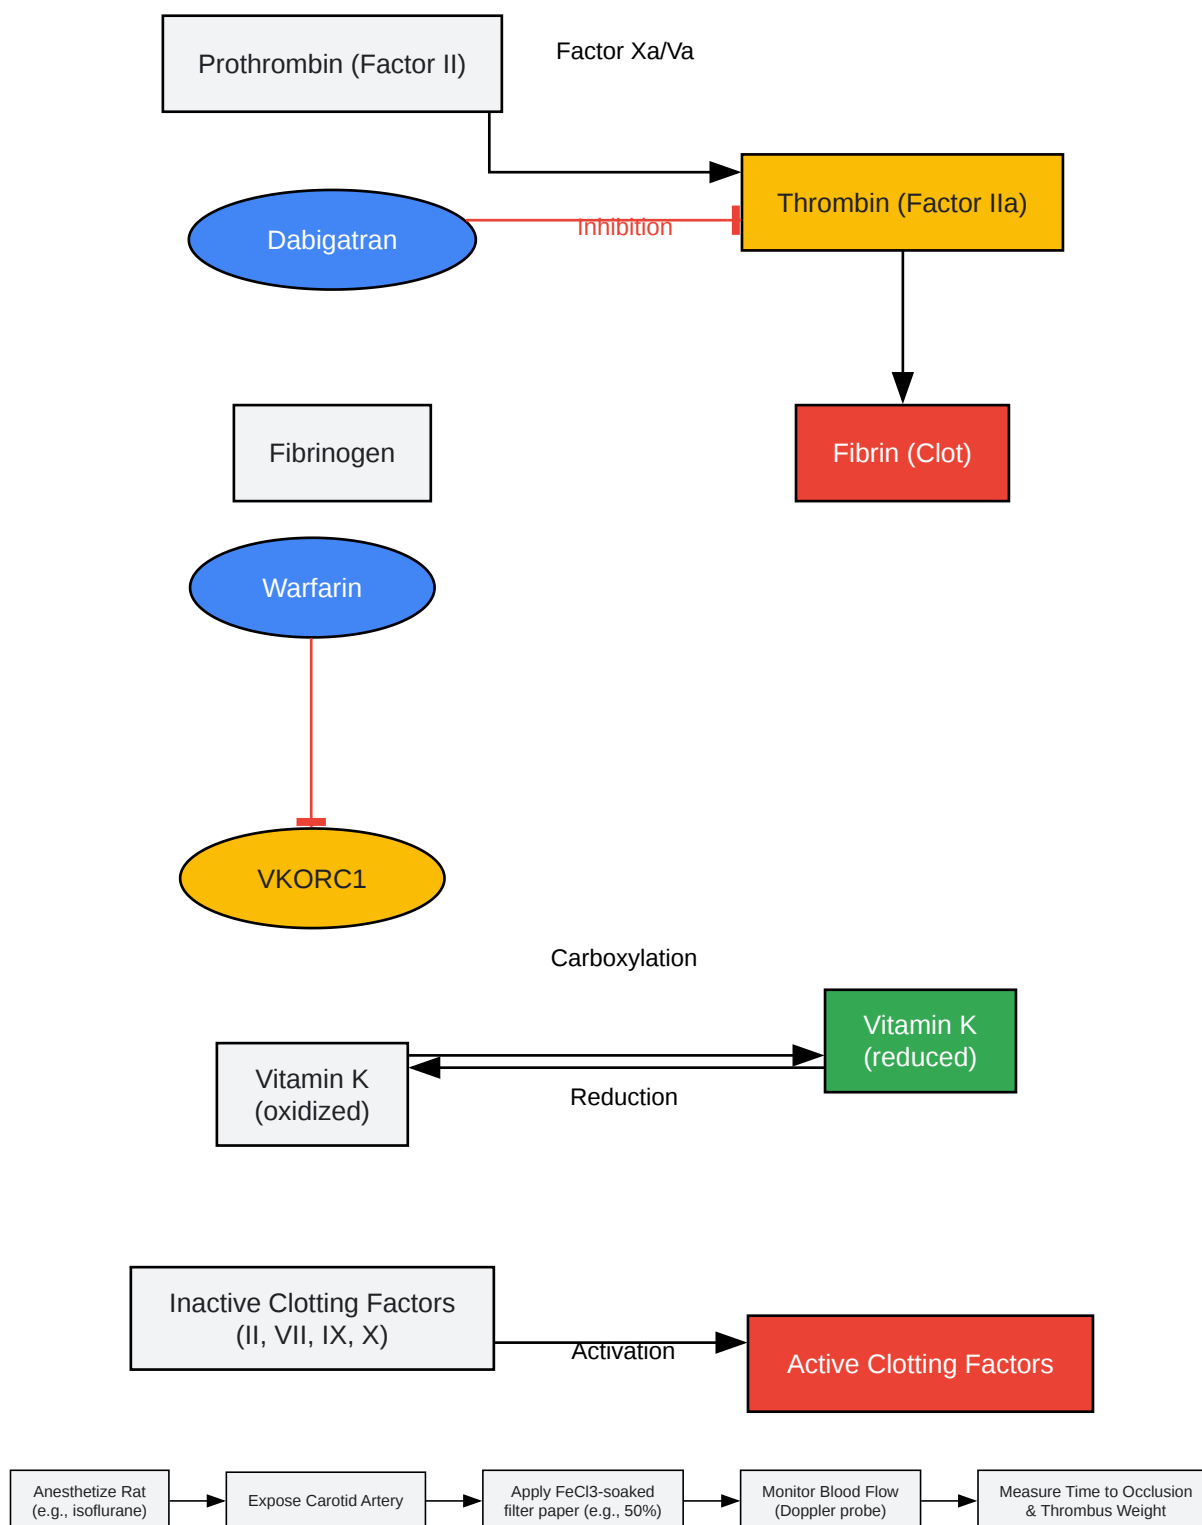 Prothrombin (Factor II)
Factor Xa/Va
Thrombin (Factor IIa)
Dabigatran
Inhibition
Fibrinogen
Fibrin (Clot)
Warfarin
VKORC1
Carboxylation
Vitamin K
(reduced)
Vitamin K
(oxidized)
Reduction
Inactive Clotting Factors
(II, VII, IX, X)
Activation
Active Clotting Factors
Anesthetize Rat
(e.g., isoflurane)
Expose Carotid Artery
Apply FeCl3-soaked
filter paper (e.g., 50%)
Monitor Blood Flow
(Doppler probe)
Measure Time to Occlusion
& Thrombus Weight